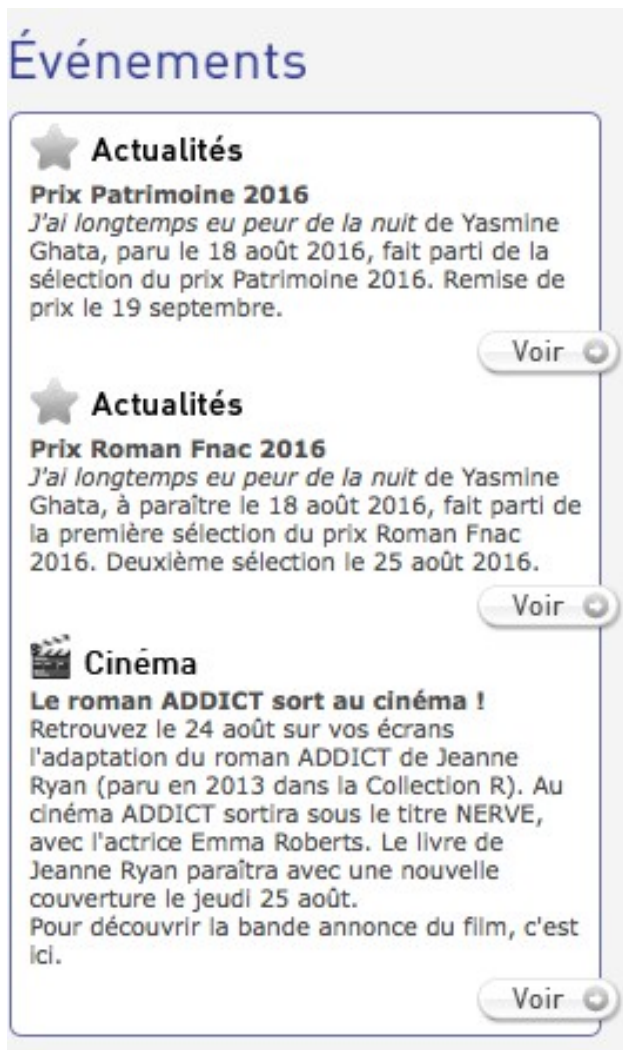 Événements
Actualités
Prix Patrimoine 2016
J'ai longtemps eu peur de la nuit de Yasmine
Ghata, paru le 18 août 2016, fait parti de la
sélection du prix Patrimoine 2016. Remise de
prix le 19 septembre.
Voir
Actualités
Prix Roman Fnac 2016
J'ai longtemps eu peur de la nuit de Yasmine
Ghata, à paraître le 18 août 2016, fait parti de
la première sélection du prix Roman Fnac
2016. Deuxième sélection le 25 août 2016.
Voir
Cinéma
Le roman ADDICT sort au cinéma !
Retrouvez le 24 août sur vos écrans
l'adaptation du roman ADDICT de Jeanne
Ryan (paru en 2013 dans la Collection R). Au
cinéma ADDICT sortira sous le titre NERVE,
avec l'actrice Emma Roberts. Le livre de
Jeanne Ryan paraîtra avec une nouvelle
couverture le jeudi 25 août.
Pour découvrir la bande annonce du film, c'est
ici.
Voir